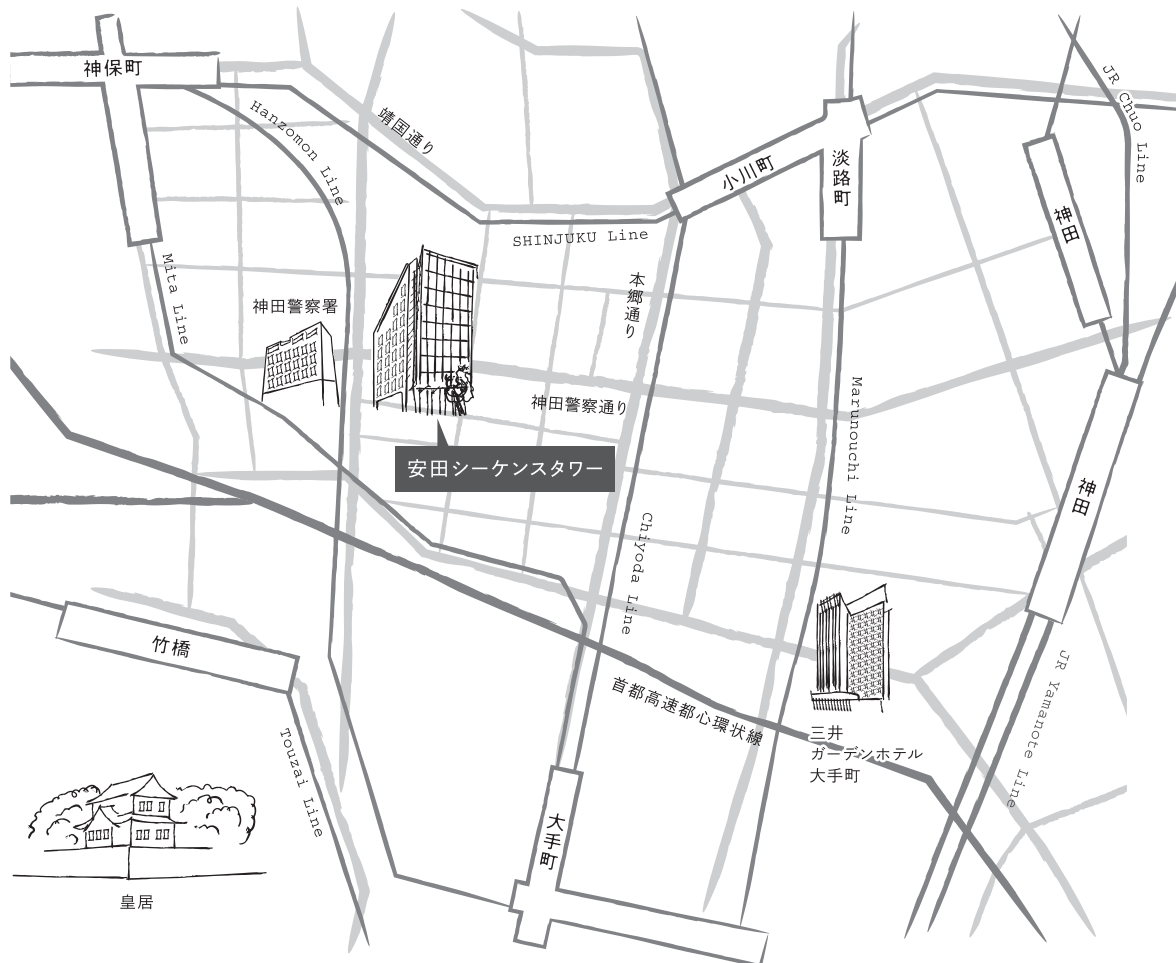 神保町
Hanzomon Line
靖国通り
JR Chuo Line
小川町
淡路町
神田
SHINJUKU Line
Mita Line
本郷通り
神田警察署
神田警察通り
Marunouchi Line
安田シーケンスタワー
神田
Chiyoda Line
竹橋
首都高速都心環状線
JR Yamanote Line
三井
ガーデンホテル
大手町
Touzai Line
大手町
皇居